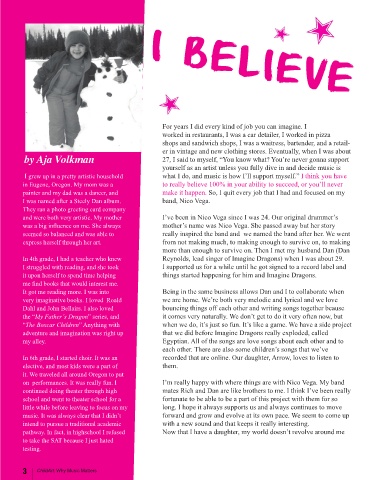 I BELIEVE
by Aja Volkman
I grew up in a pretty artistic household
in Eugene, Oregon. My mom was a
painter and my dad was a dancer, and
I was named after a Steely Dan album.
They ran a photo greeting card company
and were both very artistic. My mother
was a big influence on me. She always
seemed so balanced and was able to
express herself through her art.
In 4th grade, I had a teacher who knew
I struggled with reading, and she took
it upon herself to spend time helping
me find books that would interest me.
It got me reading more. I was into
very imaginative books. I loved Roald
Dahl and John Bellairs. I also loved
the "My Father's Dragon" series, and
"The Boxcar Children" Anything with
adventure and imagination was right up
my alley.
In 6th grade, I started choir. It was an
elective, and most kids were a part of
it. We traveled all around Oregon to put
on performances. It was really fun. I
continued doing theater through high
school and went to theater school for a
little while before leaving to focus on my
music. It was always clear that I didn't
intend to pursue a traditional academic
pathway. In fact, in highschool I refused
to take the SAT because I just hated
testing.
For years I did every kind of job you can imagine. I
worked in restaurants, I was a car detailer, I worked in pizza
shops and sandwich shops, I was a waitress, bartender, and a retail-
er in vintage and new clothing stores. Eventually, when I was about
27, I said to myself, "You know what? You're never gonna support
yourself as an artist unless you fully dive in and decide music is
what I do, and music is how i'll support myself." I think you have
to really believe 100% in your ability to succeed, or you'll never
make it happen. So, I quit every job that I had and focused on my
band, Nico Vega.
I've been in Nico Vega since I was 24. Our original drummer's
mother's name was Nico Vega. She passed away but her story
really inspired the band and we named the band after her. We went
from not making much, to making enough to survive on, to making
more than enough to survive on. Then I met my husband Dan (Dan
Reynolds, lead singer of Imagine Dragons) when I was about 29.
I supported us for a while until he got signed to a record label and
things started happening for him and Imagine Dragons.
Being in the same business allows Dan and I to collaborate when
we are home. We're both very melodic and lyrical and we love
bouncing things off each other and writing songs together because
it comes very naturally. We don't get to do it very often now, but
when we do, it's just so fun. It's like a game. We have a side project
that we did before Imagine Dragons really exploded, called
Egyptian. All of the songs are love songs about each other and to
each other. There are also some children's songs that we've
recorded that are online. Our daughter, Arrow, loves to listen to
them.
I'm really happy with where things are with Nico Vega. My band
mates Rich and Dan are like brothers to me. I think I've been really
fortunate to be able to be a part of this project with them for so
long. I hope it always supports us and always continues to move
forward and grow and evolve at its own pace. We seem to come up
with a new sound and that keeps it really interesting.
Now that I have a daughter, my world doesn't revolve around me
3